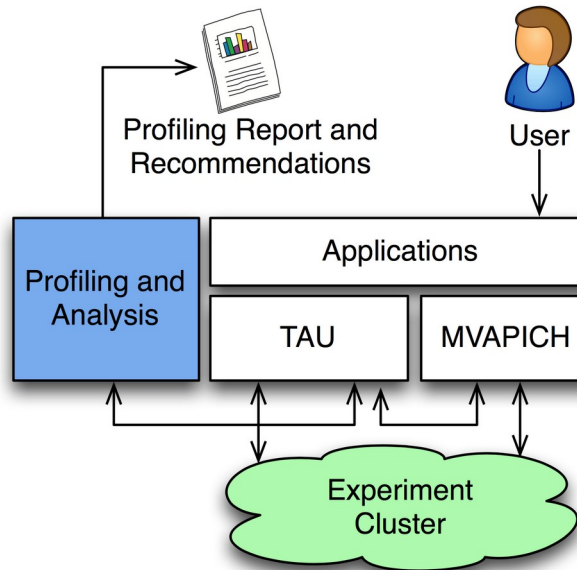 Profiling Report and
Recommendations
User
Applications
Profiling and
Analysis
TAU
MVAPICH
Experiment
Cluster